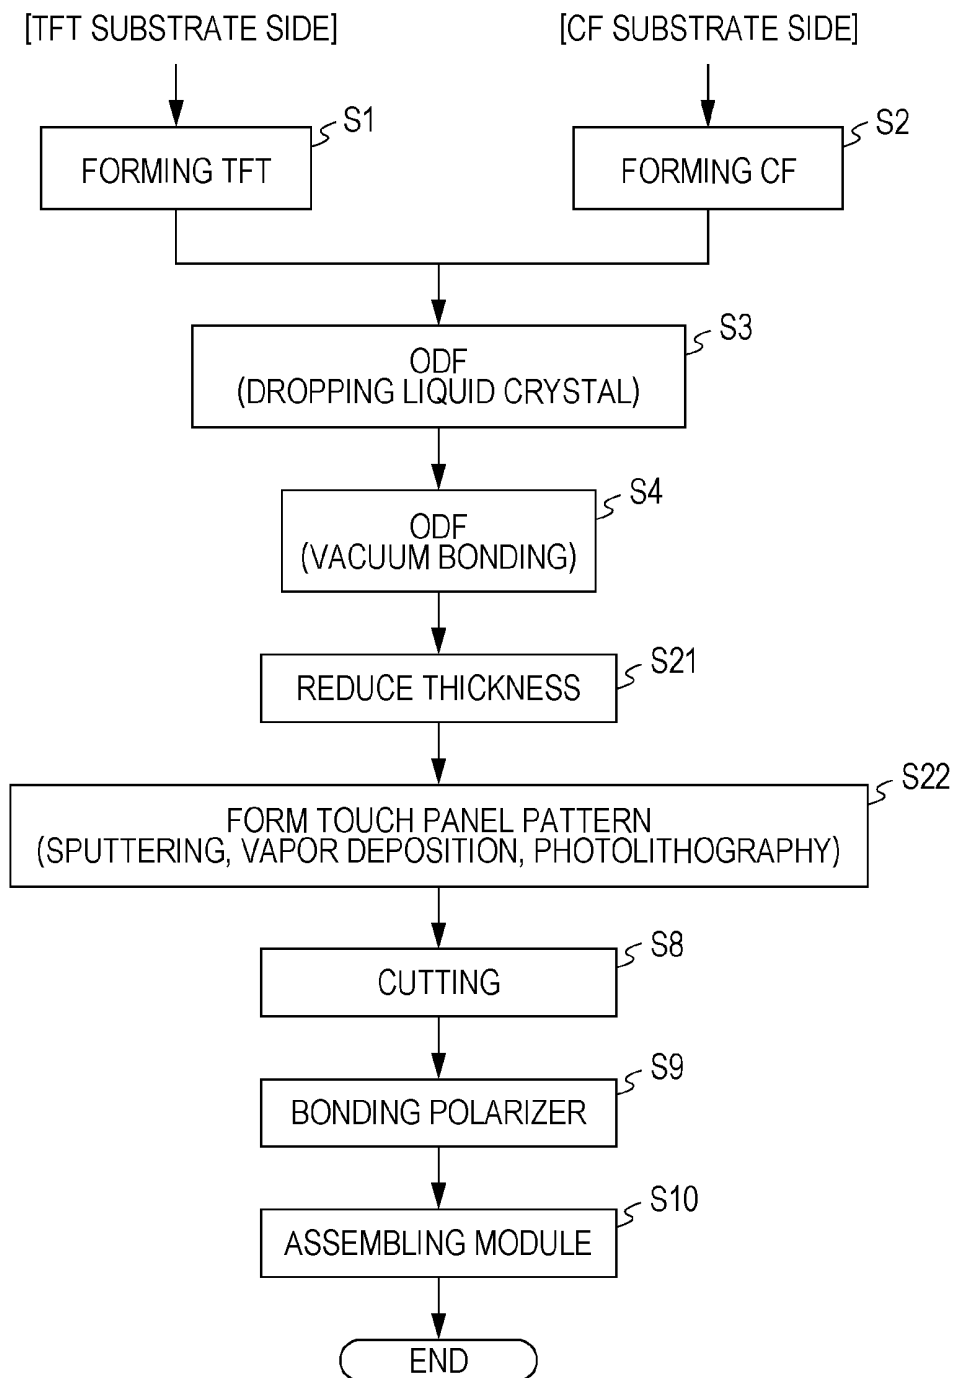 [TFT SUBSTRATE SIDE]
[CF SUBSTRATE SIDE]
S1
FORMING TFT
S2
FORMING CF
S3
ODF
(DROPPING LIQUID CRYSTAL)
S4
ODF
(VACUUM BONDING)
S21
REDUCE THICKNESS
S22
FORM TOUCH PANEL PATTERN
(SPUTTERING, VAPOR DEPOSITION, PHOTOLITHOGRAPHY)
S8
CUTTING
S9
BONDING POLARIZER
S10
ASSEMBLING MODULE
END